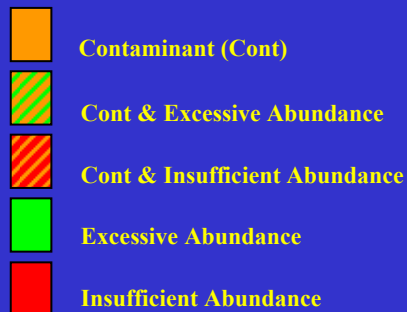 Contaminant (Cont)
Cont & Excessive Abundance
Cont & Insufficient Abundance
Excessive Abundance
Insufficient Abundance